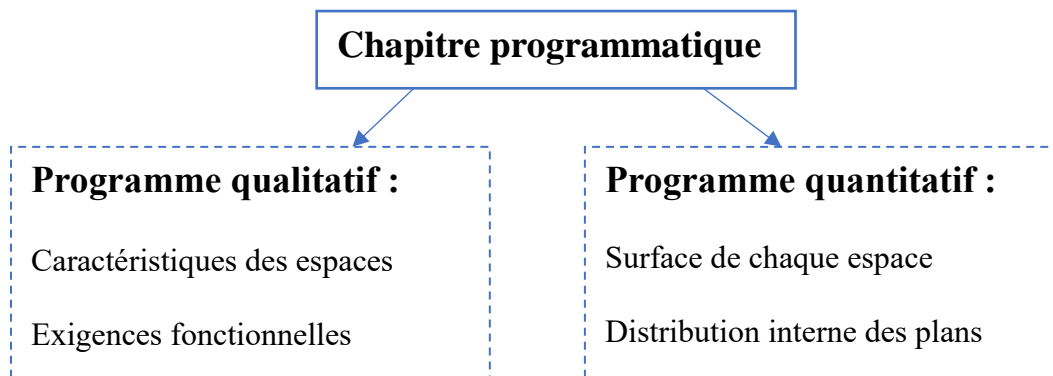 Chapitre programmatique
Programme qualitatif :
Caractéristiques des espaces
Exigences fonctionnelles
Programme quantitatif :
Surface de chaque espace
Distribution interne des plans